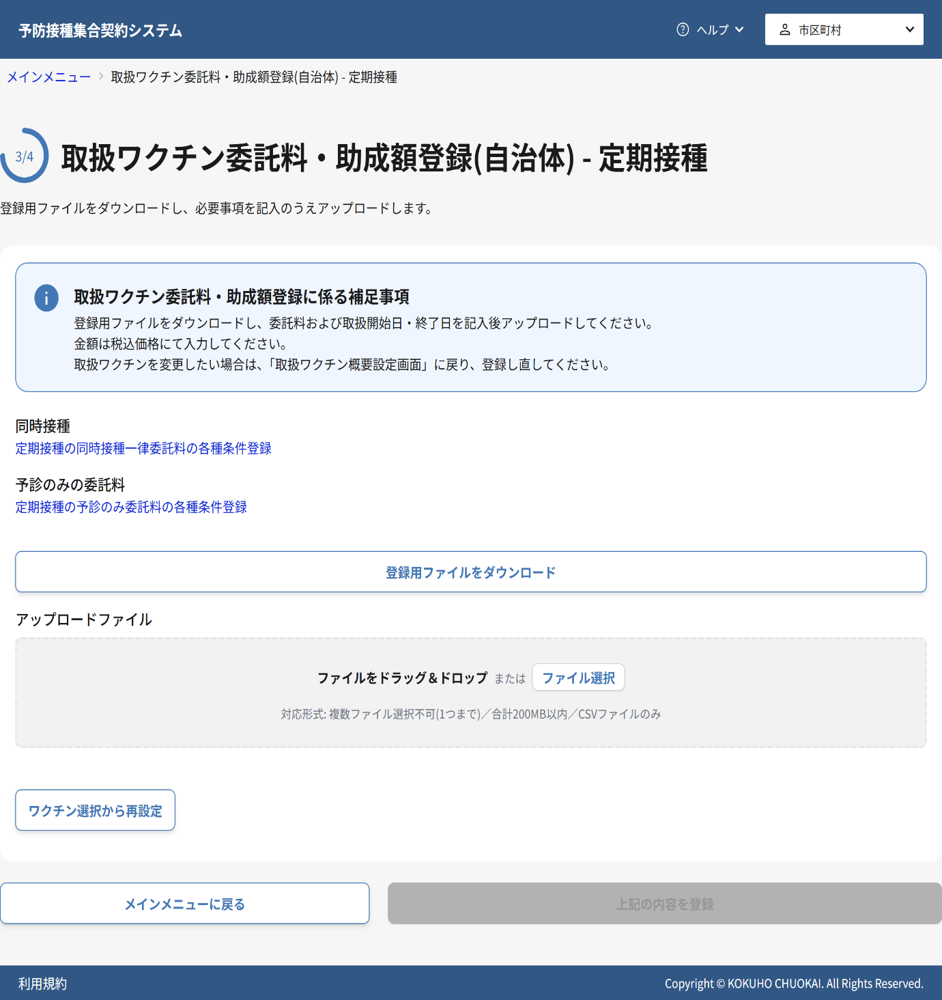 予防接種集合契約システム
ヘルプ
市区町村
メインメニュー
取扱ワクチン委託料・助成額登録(自治体) - 定期接種
3/4
取扱ワクチン委託料・助成額登録(自治体) - 定期接種
登録用ファイルをダウンロードし、必要事項を記入のうえアップロードします。
取扱ワクチン委託料・助成額登録に係る補足事項
登録用ファイルをダウンロードし、委託料および取扱開始日・終了日を記入後アップロードしてください。
金額は税込価格にて入力してください。
取扱ワクチンを変更したい場合は、「取扱ワクチン概要設定画面」に戻り、登録し直してください。
同時接種
定期接種の同時接種一律委託料の各種条件登録
予診のみの委託料
定期接種の予診のみ委託料の各種条件登録
登録用ファイルをダウンロード
アップロードファイル
ファイルをドラッグ＆ドロップ または ファイル選択
対応形式: 複数ファイル選択不可(1つまで)／合計200MB以内／CSVファイルのみ
ワクチン選択から再設定
メインメニューに戻る
上記の内容を登録
利用規約
Copyright © KOKUHO CHUOKAI. All Rights Reserved.